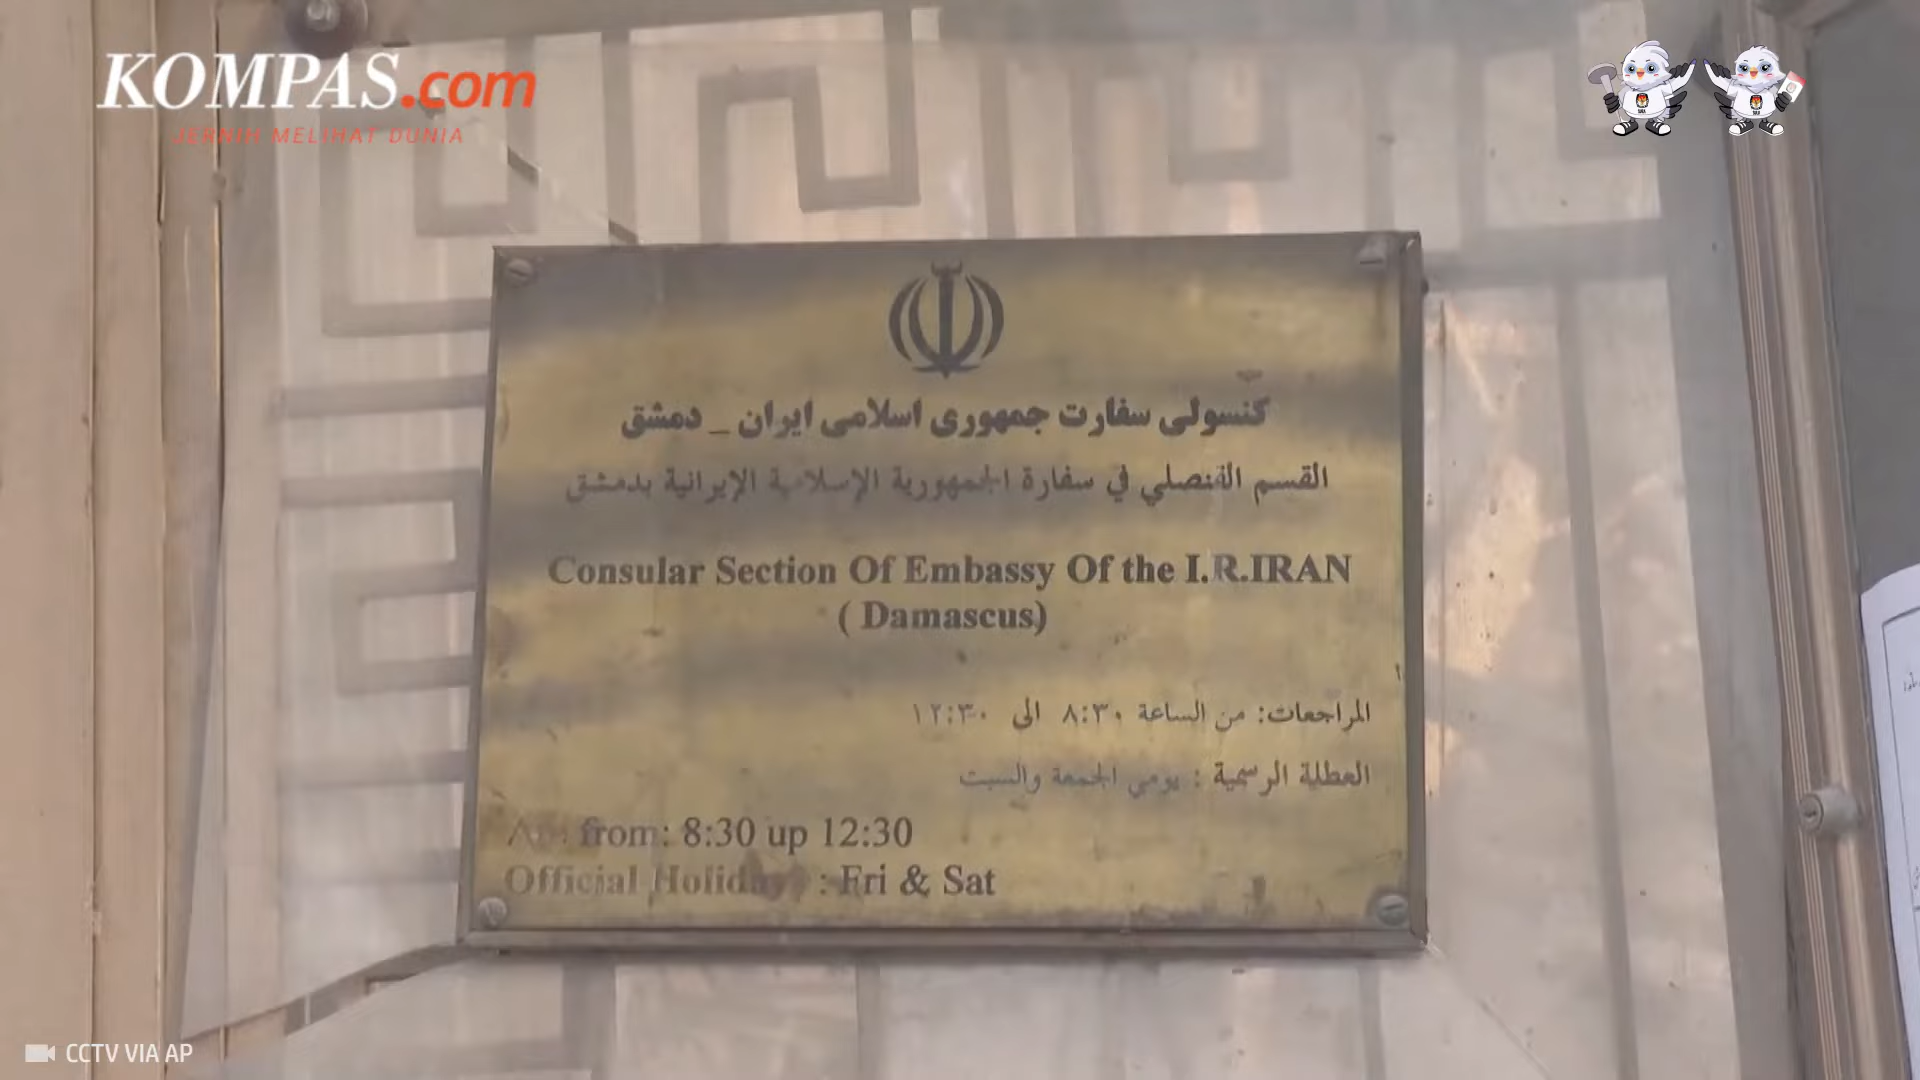 KOMPAS.com
JERNIH MELIHAT DUNIA
کنسولی سفارت جمهوری اسلامی ایران _ دمشق
القسم القنصلي في سفارة الجمهورية الإسلامية الإيرانية بدمشق
Consular Section Of Embassy Of the I.R.IRAN
( Damascus)
المراجعات: من الساعة ٨:٣٠ الى ١٢:٣٠
العطلة الرسمية : يومي الجمعة والسبت
from: 8:30 up 12:30
Official Holiday : Fri & Sat
CCTV VIA AP